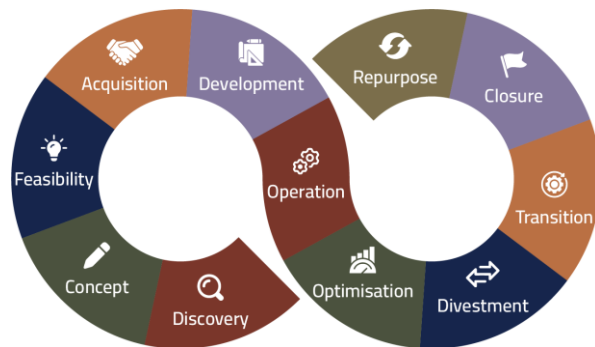 Discovery
Concept
Feasibility
Acquisition
Development
Operation
Optimisation
Divestment
Transition
Closure
Repurpose